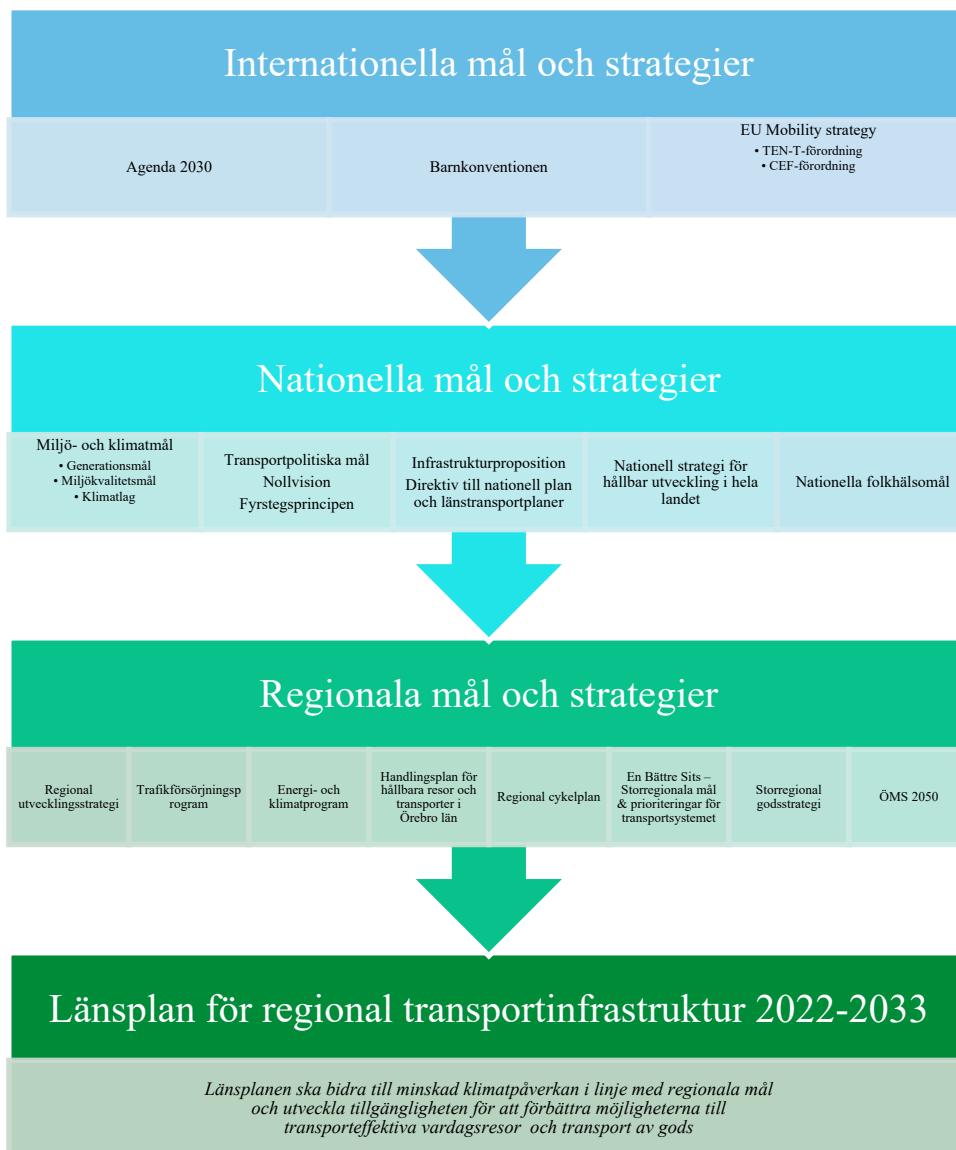 Internationella mål och strategier
Agenda 2030
Barnkonventionen
EU Mobility strategy
• TEN-T-förordning
• CEF-förordning
Nationella mål och strategier
Miljö- och klimatmål
• Generationsmål
• Miljökvalitetsmål
• Klimatlag
Transportpolitiska mål
Nollvision
Fyrstegsprincipen
Infrastrukturproposition
Direktiv till nationell plan
och länstransportplaner
Nationell strategi för
hållbar utveckling i hela
landet
Nationella folkhälsomål
Regionala mål och strategier
Regional
utvecklingsstrategi
Trafikförsörjningsp
rogram
Energi- och
klimatprogram
Handlingsplan för
hållbara resor och
transporter i
Örebro län
Regional cykelplan
En Bättre Sits –
Storregionala mål
& prioriteringar för
transportsystemet
Storregional
godsstrategi
ÖMS 2050
Länsplan för regional transportinfrastruktur 2022-2033
Länsplanen ska bidra till minskad klimatpåverkan i linje med regionala mål
och utveckla tillgängligheten för att förbättra möjligheterna till
transporteffektiva vardagsresor och transport av gods